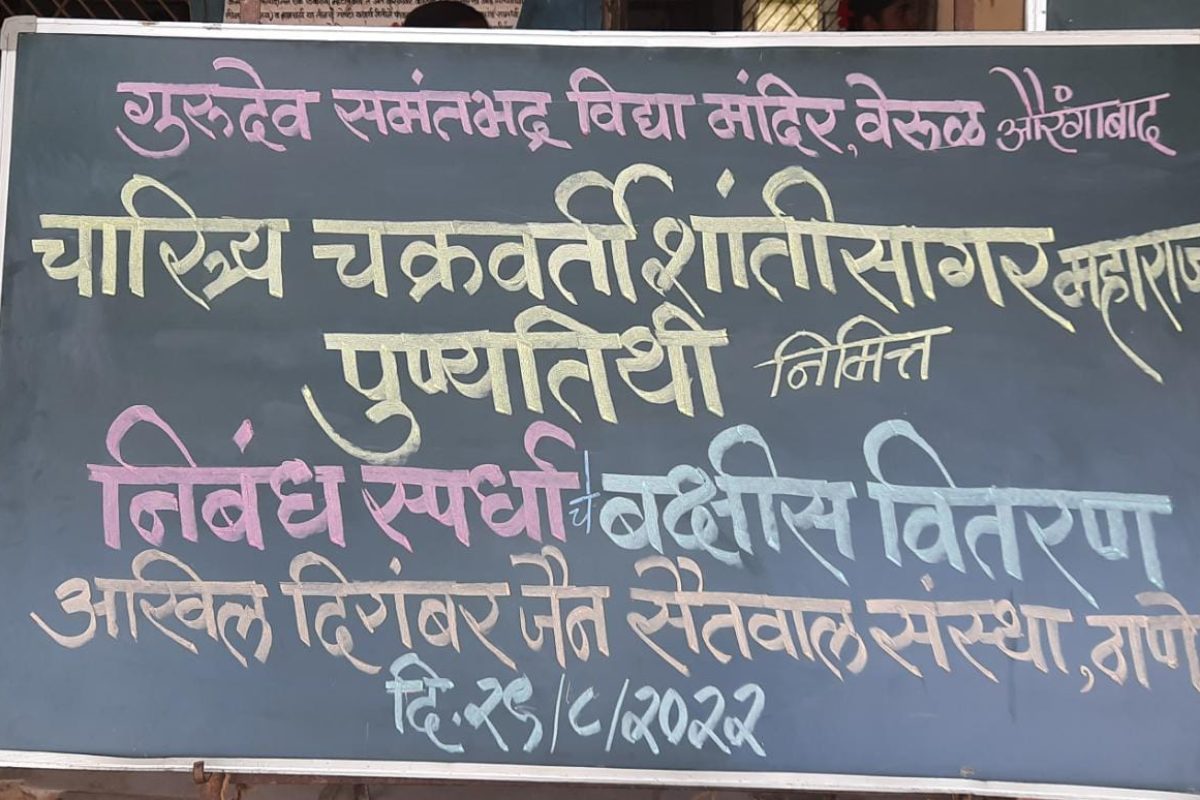 गुरुदेव समंतभद्र विद्या मंदिर, वेरूळ औरंगाबाद
चारित्र्य चक्रवर्ती शांतीसागर महाराज
पुण्यतिथी निमित्त
निबंध स्पर्धा चे बक्षीस वितरण
अखिल दिगंबर जैन सैतवाल संस्था, ठाणे
दि. २९/८/२०२२